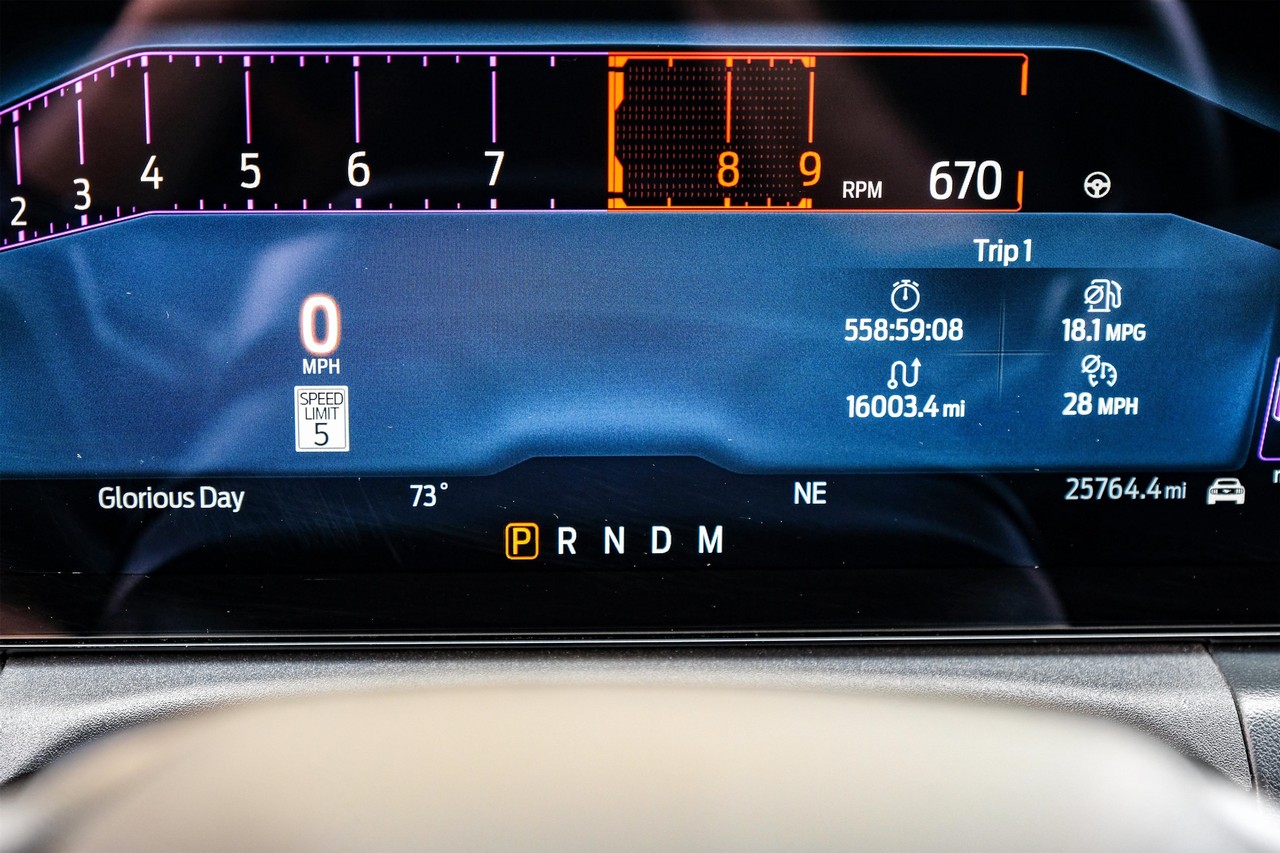 2 3 4 5 6 7 8 9 RPM 670
Trip 1
0
MPH
SPEED
LIMIT
5
558:59:08 18.1 MPG
16003.4 mi 28 MPH
Glorious Day 73° NE 25764.4 mi
P R N D M